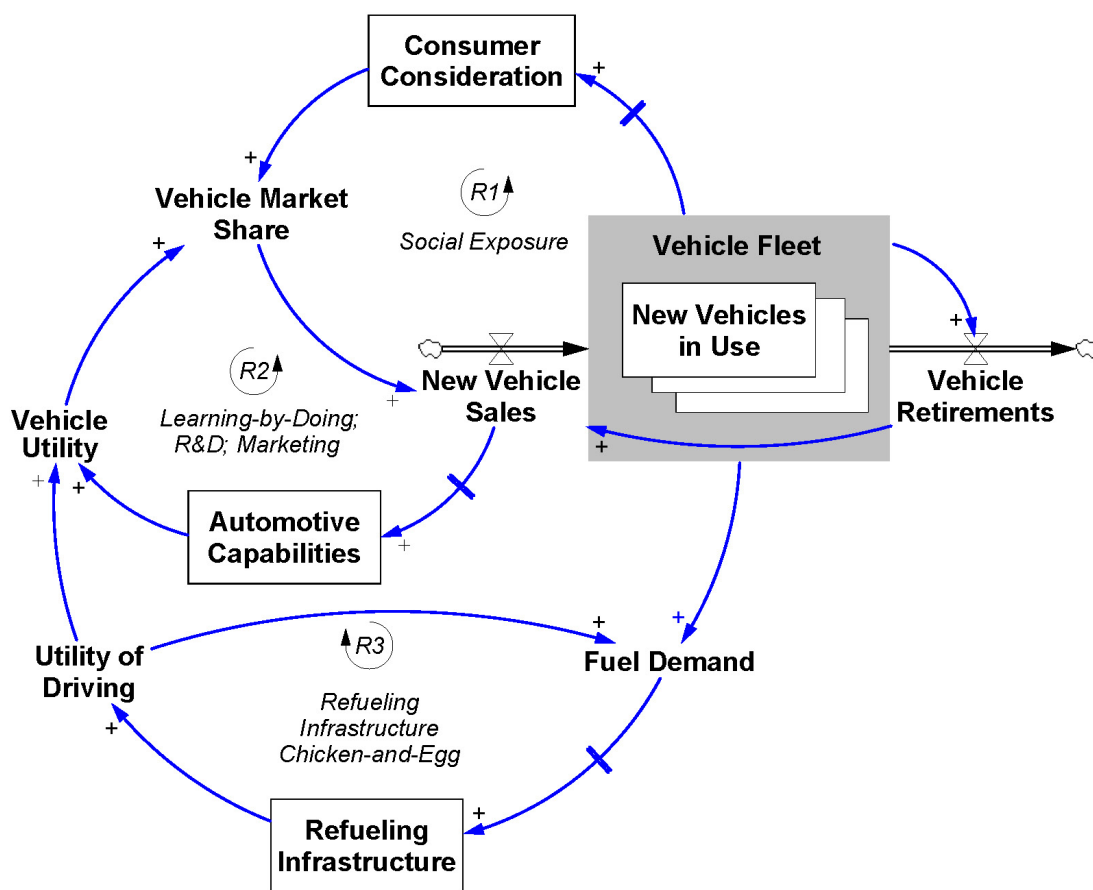 Consumer
Consideration
+
+
+
Vehicle Market
Share
R1
Social Exposure
Vehicle Fleet
New Vehicles
in Use
+
Vehicle
Retirements
R2
Learning-by-Doing;
R&D; Marketing
New Vehicle
Sales
+
+
Vehicle
Utility
+
+
Automotive
Capabilities
+
Utility of
Driving
+
R3
Refueling
Infrastructure
Chicken-and-Egg
+
+
Fuel Demand
Refueling
Infrastructure
+